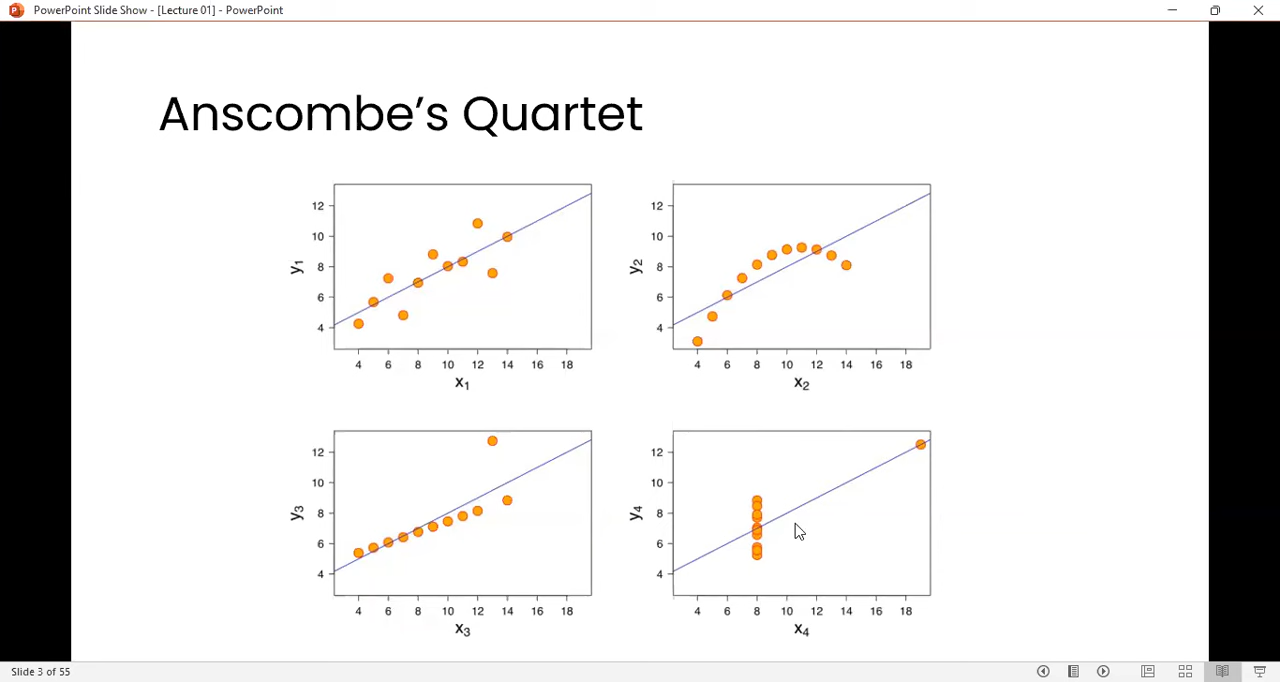 PowerPoint Slide Show - [Lecture 01] - PowerPoint
Anscombe's Quartet
12
10
8
6
4
y1
4 6 8 10 12 14 16 18
x1
12
10
8
6
4
y2
4 6 8 10 12 14 16 18
x2
12
10
8
6
4
y3
4 6 8 10 12 14 16 18
x3
12
10
8
6
4
y4
4 6 8 10 12 14 16 18
x4
Slide 3 of 55